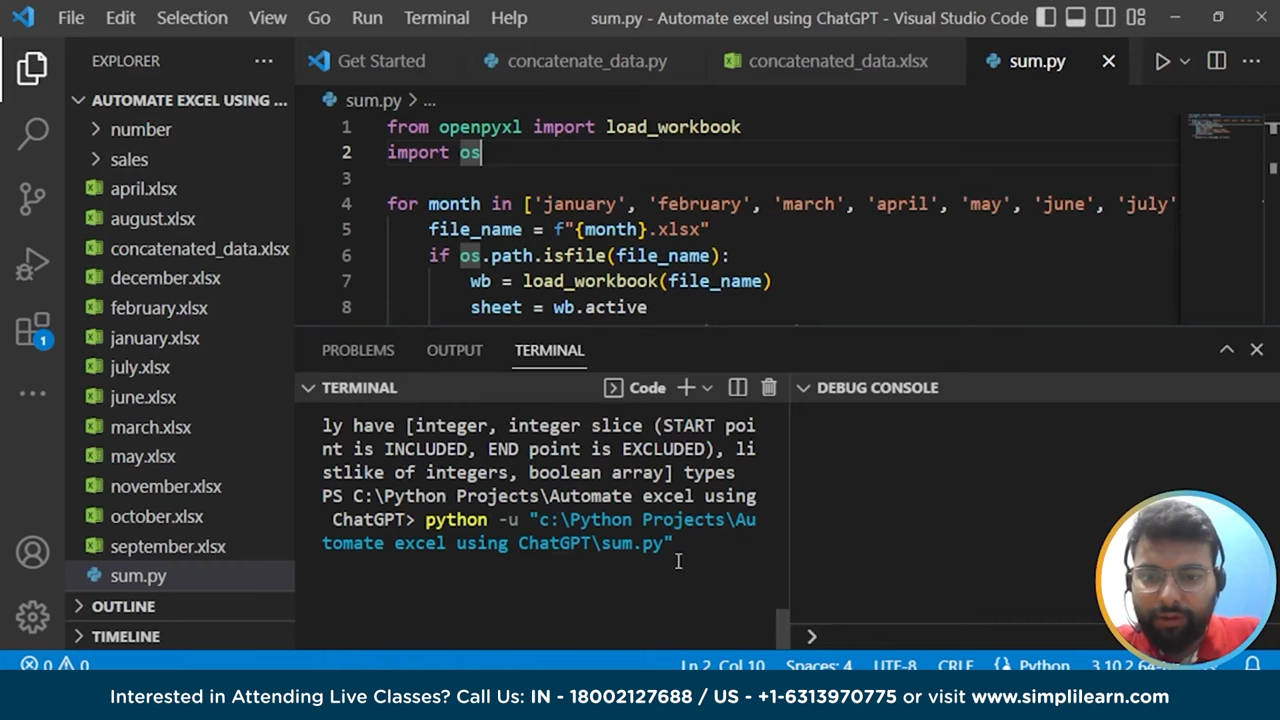 File Edit Selection View Go Run Terminal Help sum.py - Automate excel using ChatGPT - Visual Studio Code
EXPLORER ...
AUTOMATE EXCEL USING ...
number
sales
april.xlsx
august.xlsx
concatenated_data.xlsx
december.xlsx
february.xlsx
january.xlsx
july.xlsx
june.xlsx
march.xlsx
may.xlsx
november.xlsx
october.xlsx
september.xlsx
sum.py
OUTLINE
TIMELINE
1
Get Started concatenate_data.py concatenated_data.xlsx sum.py
sum.py > ...
1 from openpyxl import load_workbook
2 import os
3
4 for month in ['january', 'february', 'march', 'april', 'may', 'june', 'july'
5 file_name = f"{month}.xlsx"
6 if os.path.isfile(file_name):
7 wb = load_workbook(file_name)
8 sheet = wb.active
PROBLEMS OUTPUT TERMINAL
TERMINAL Code
ly have [integer, integer slice (START poi
nt is INCLUDED, END point is EXCLUDED), li
stlike of integers, boolean array] types
PS C:\Python Projects\Automate excel using
ChatGPT> python -u "c:\Python Projects\Au
tomate excel using ChatGPT\sum.py"
DEBUG CONSOLE
0 0 Ln 2, Col 10 Spaces: 4 UTF-8 CRLF Python 3.10.2 64-
Interested in Attending Live Classes? Call Us: IN - 18002127688 / US - +1-6313970775 or visit www.simplilearn.com